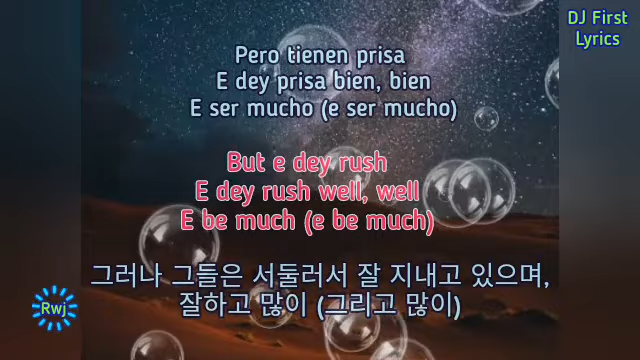 DJ First
Lyrics
Pero tienen prisa
E dey prisa bien, bien
E ser mucho (e ser mucho)
But e dey rush
E dey rush well, well
E be much (e be much)
그러나 그들은 서둘러서 잘 지내고 있으며,
잘하고 많이 (그리고 많이)
Rwj